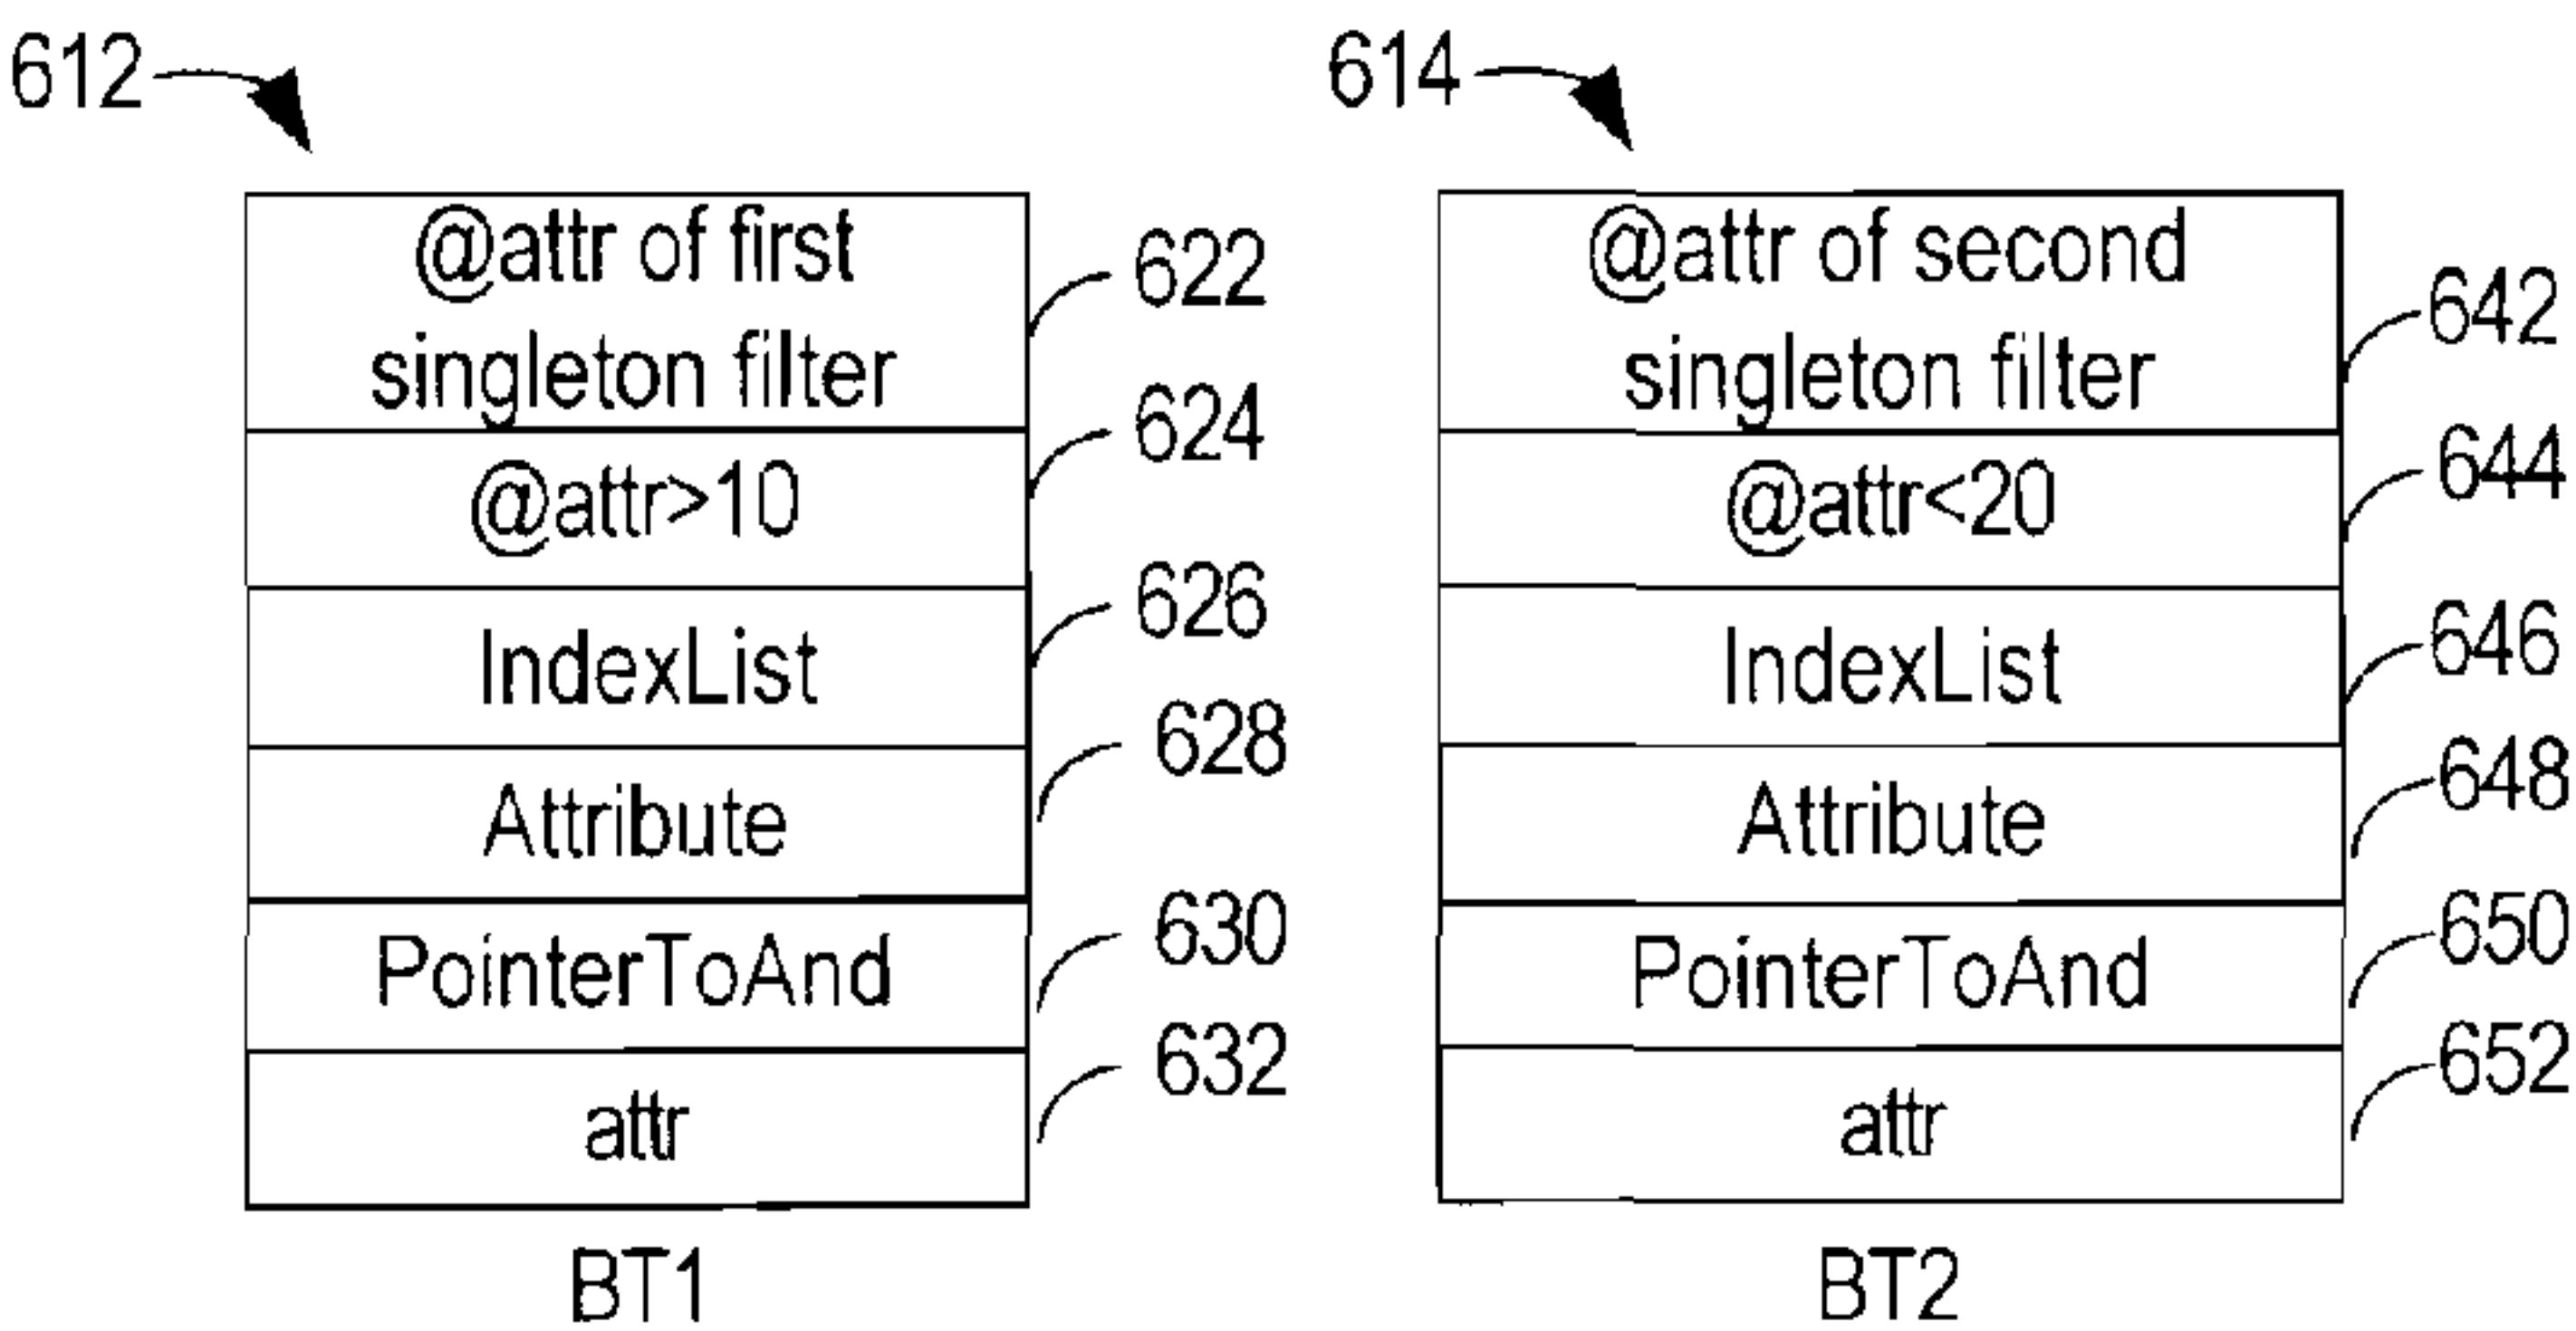 612
614
@attr of first
singleton filter
622
@attr>10
624
IndexList
626
Attribute
628
PointerToAnd
630
attr
632
BT1
@attr of second
singleton filter
642
@attr<20
644
IndexList
646
Attribute
648
PointerToAnd
650
attr
652
BT2